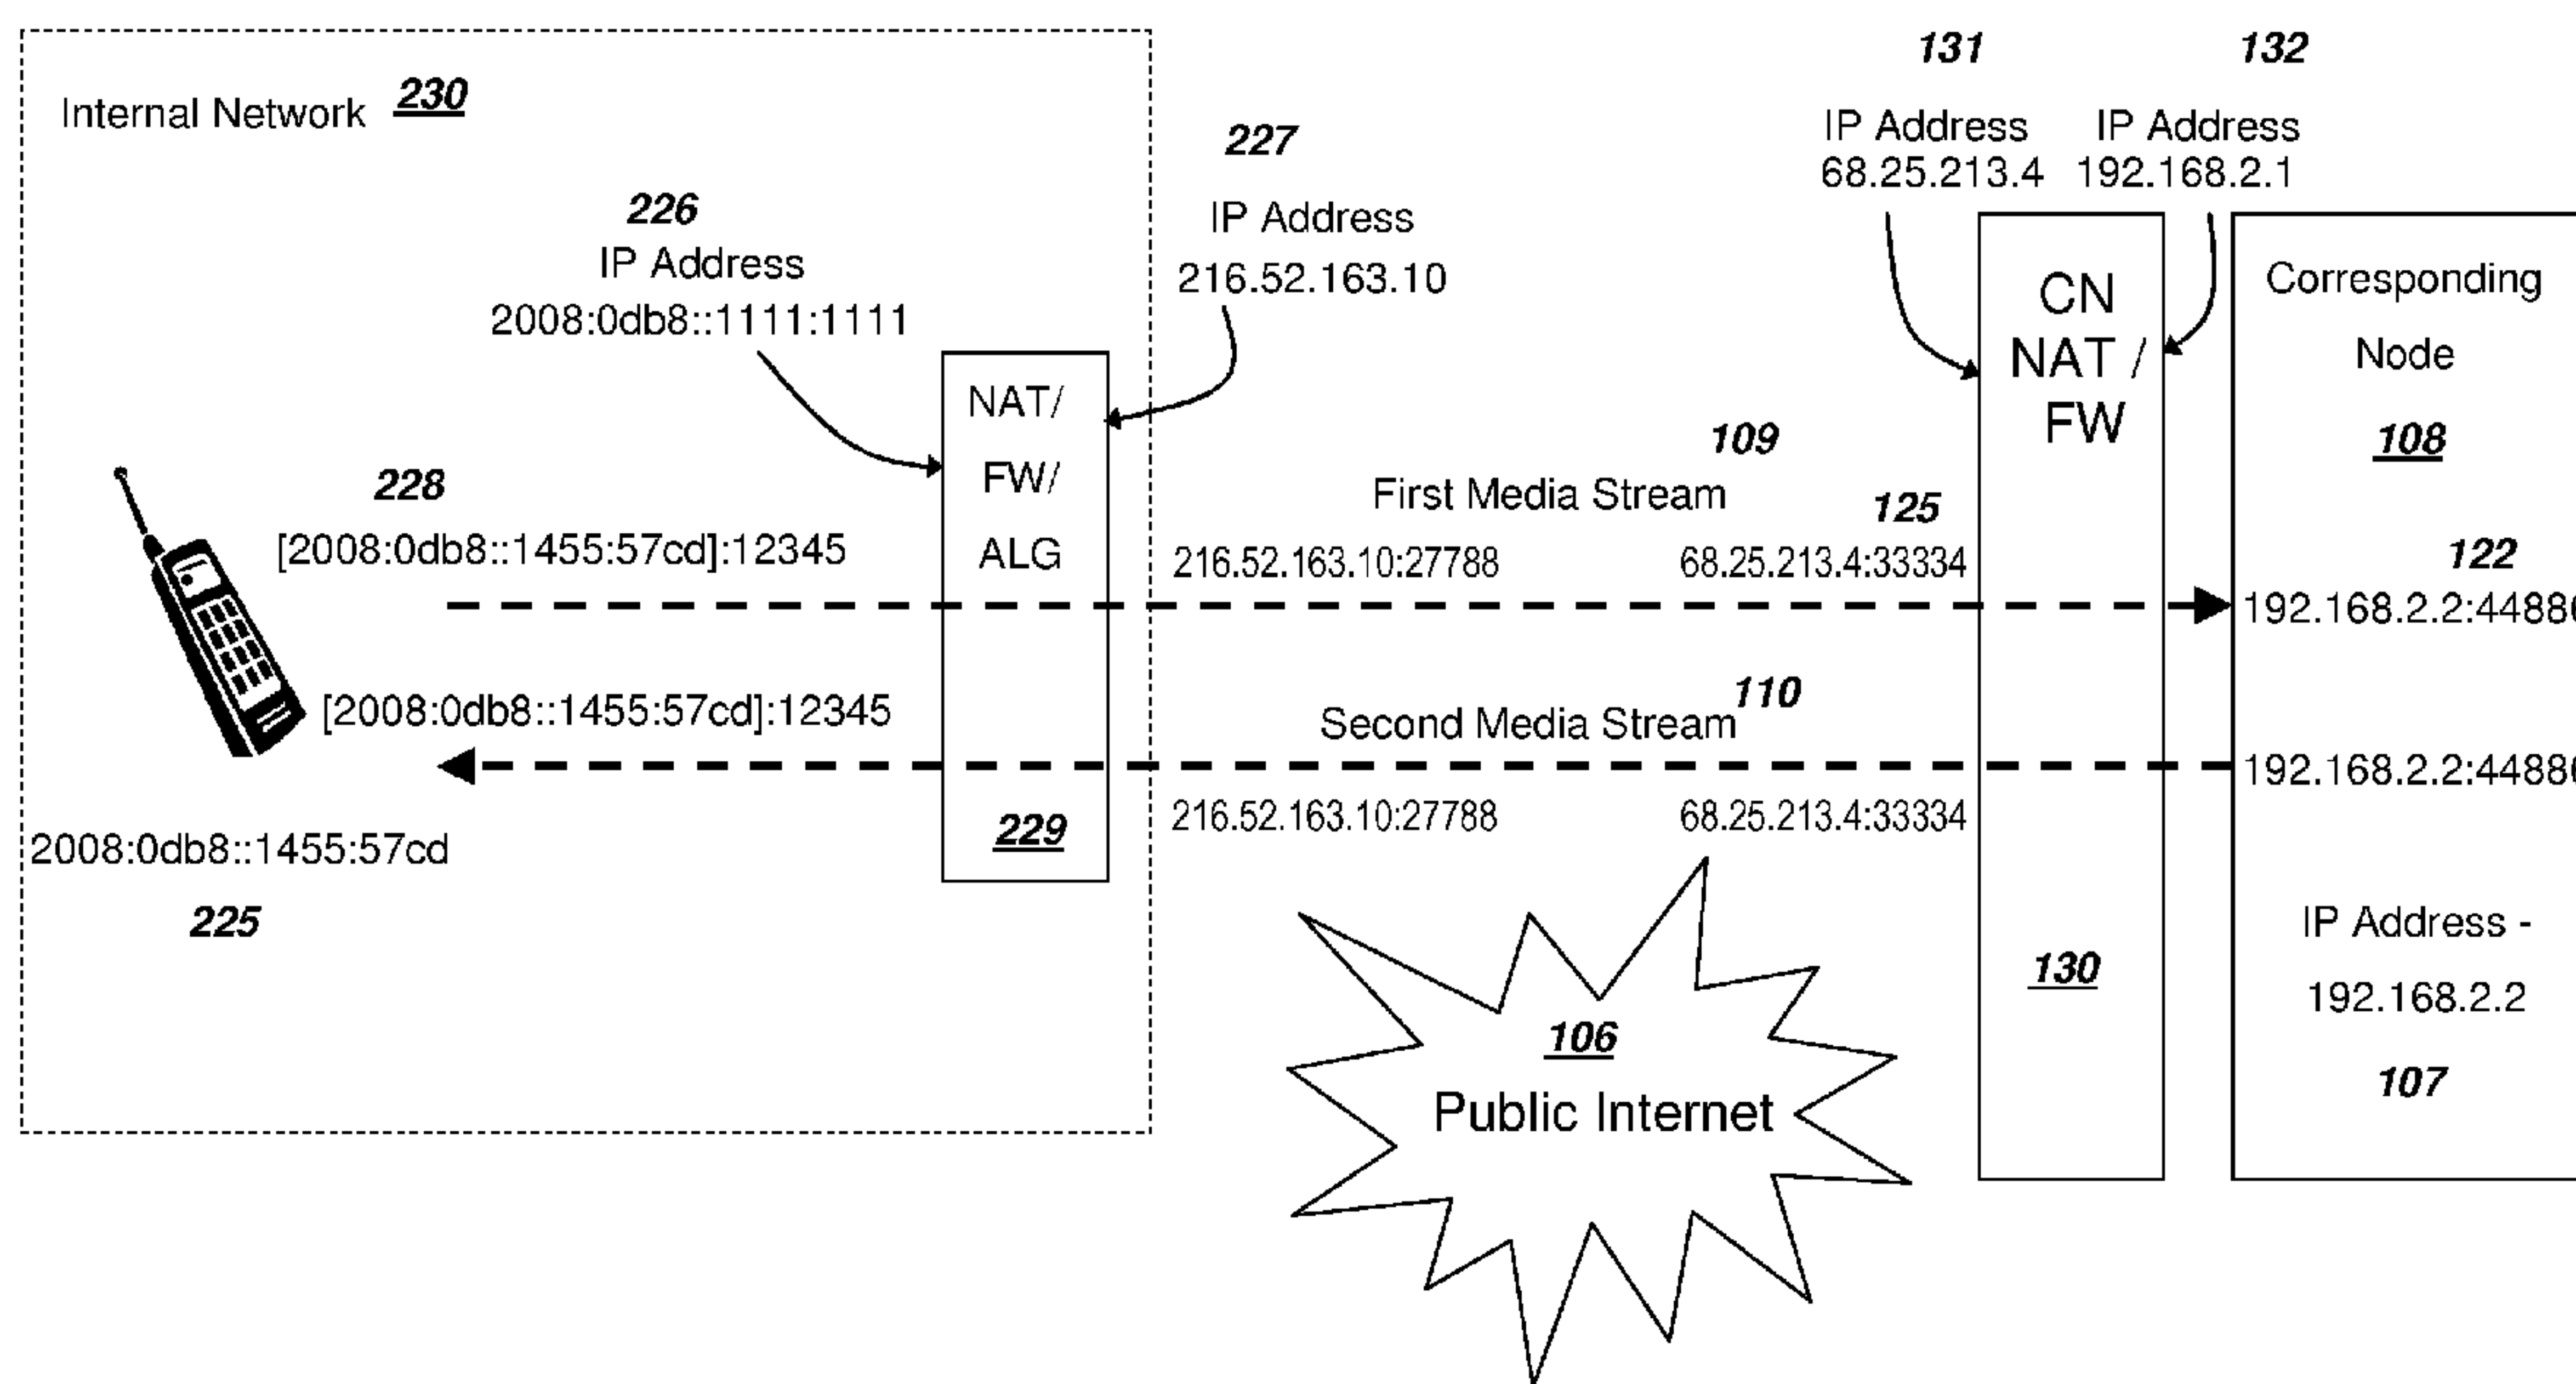 Internal Network 230
226
IP Address
2008:0db8::1111:1111
227
IP Address
216.52.163.10
131
IP Address
68.25.213.4
132
IP Address
192.168.2.1
228
[2008:0db8::1455:57cd]:12345
[2008:0db8::1455:57cd]:12345
2008:0db8::1455:57cd
225
NAT/
FW/
ALG
229
109
First Media Stream
125
216.52.163.10:27788 68.25.213.4:33334
110
Second Media Stream
216.52.163.10:27788 68.25.213.4:33334
106
Public Internet
CN
NAT /
FW
130
Corresponding
Node
108
122
IP Address -
192.168.2.2
107